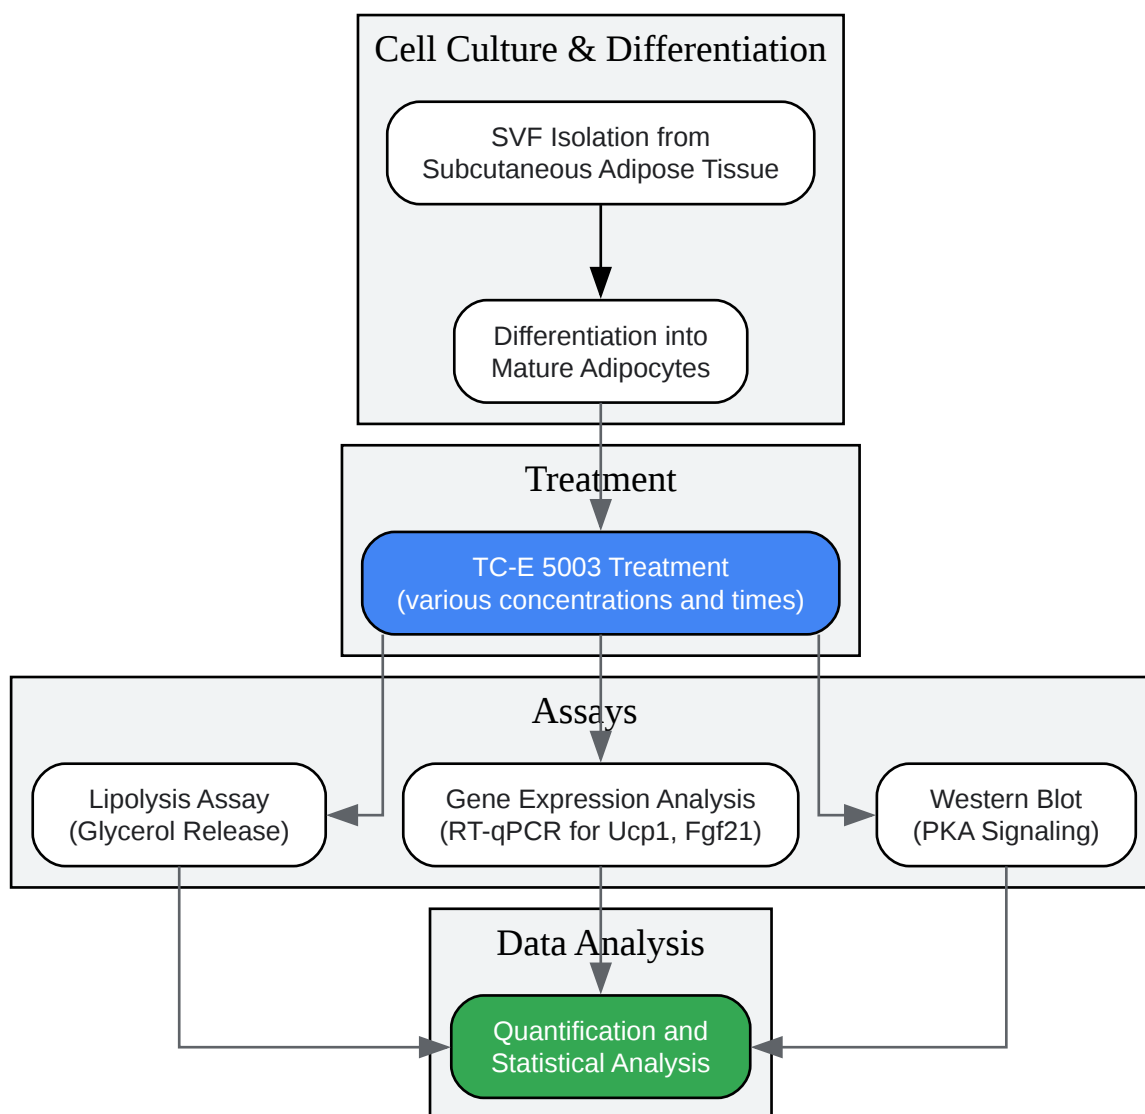 Cell Culture & Differentiation
SVF Isolation from
Subcutaneous Adipose Tissue
Differentiation into
Mature Adipocytes
Treatment
TC-E 5003 Treatment
(various concentrations and times)
Assays
Lipolysis Assay
(Glycerol Release)
Gene Expression Analysis
(RT-qPCR for Ucp1, Fgf21)
Western Blot
(PKA Signaling)
Data Analysis
Quantification and
Statistical Analysis